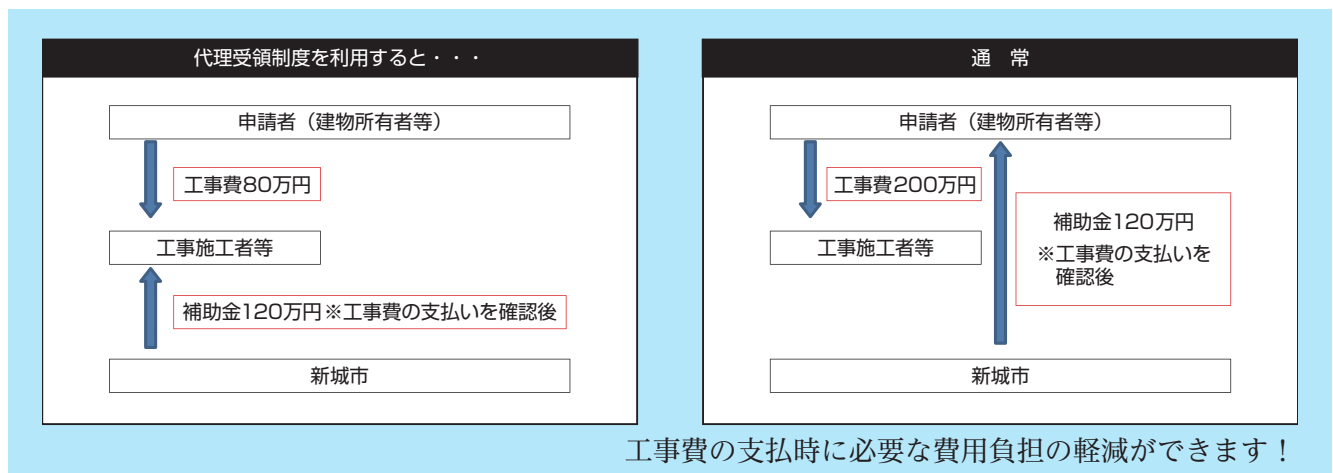 代理受領制度を利用すると・・・
申請者（建物所有者等）
工事費80万円
工事施工者等
補助金120万円※工事費の支払いを確認後
新城市
通　常
申請者（建物所有者等）
工事費200万円
工事施工者等
補助金120万円
※工事費の支払いを
確認後
新城市
工事費の支払時に必要な費用負担の軽減ができます！